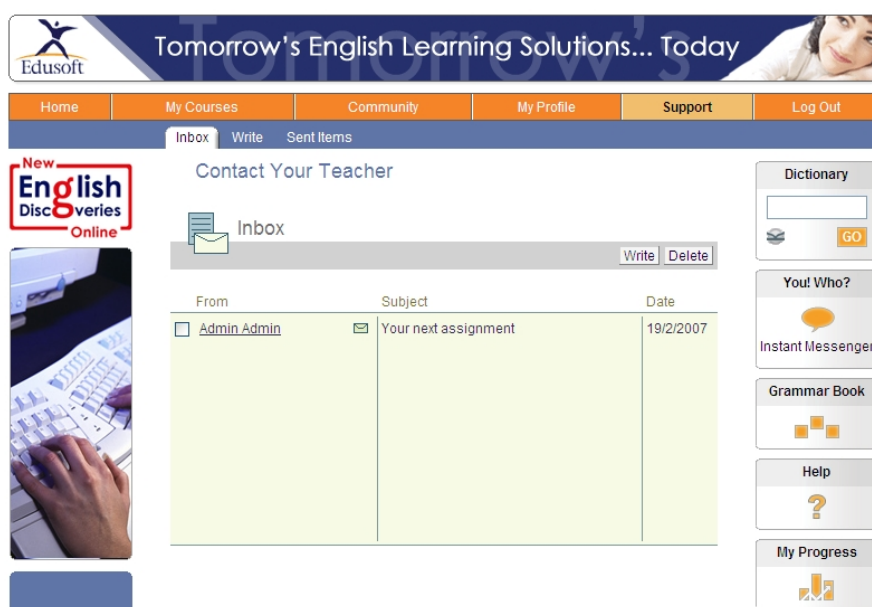 Edusoft
Tomorrow's
Tomorrow's English Learning Solutions... Today
Home My Courses Community My Profile Support Log Out
Inbox Write Sent Items
New
English
Discoveries
Online
Contact Your Teacher
Inbox
Write Delete
From Subject Date
Admin Admin Your next assignment 19/2/2007
Dictionary
GO
You! Who?
Instant Messenger
Grammar Book
Help
?
My Progress